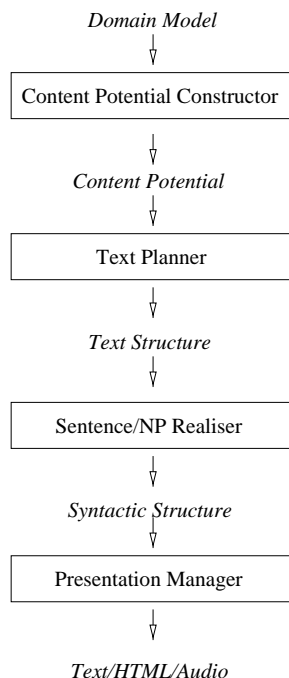 Domain Model
Content Potential Constructor
Content Potential
Text Planner
Text Structure
Sentence/NP Realiser
Syntactic Structure
Presentation Manager
Text/HTML/Audio